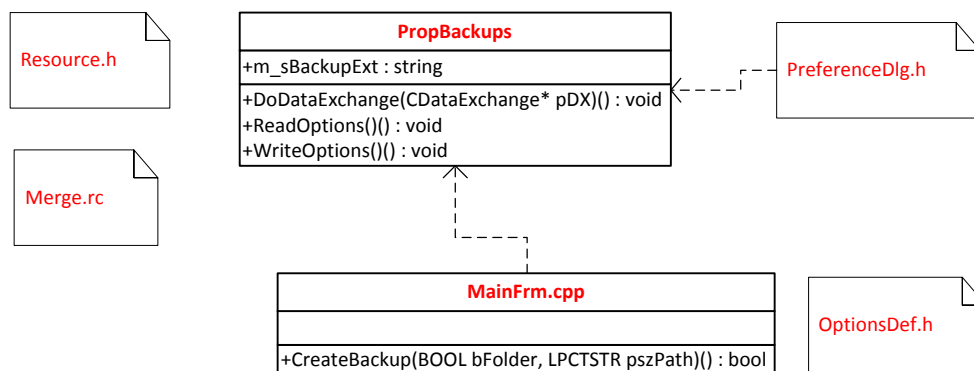 Resource.h
PropBackups
+m_sBackupExt : string
+DoDataExchange(CDataExchange* pDX)() : void
+ReadOptions()() : void
+WriteOptions()() : void
PreferenceDlg.h
Merge.rc
MainFrm.cpp
+CreateBackup(BOOL bFolder, LPCTSTR pszPath)() : bool
OptionsDef.h